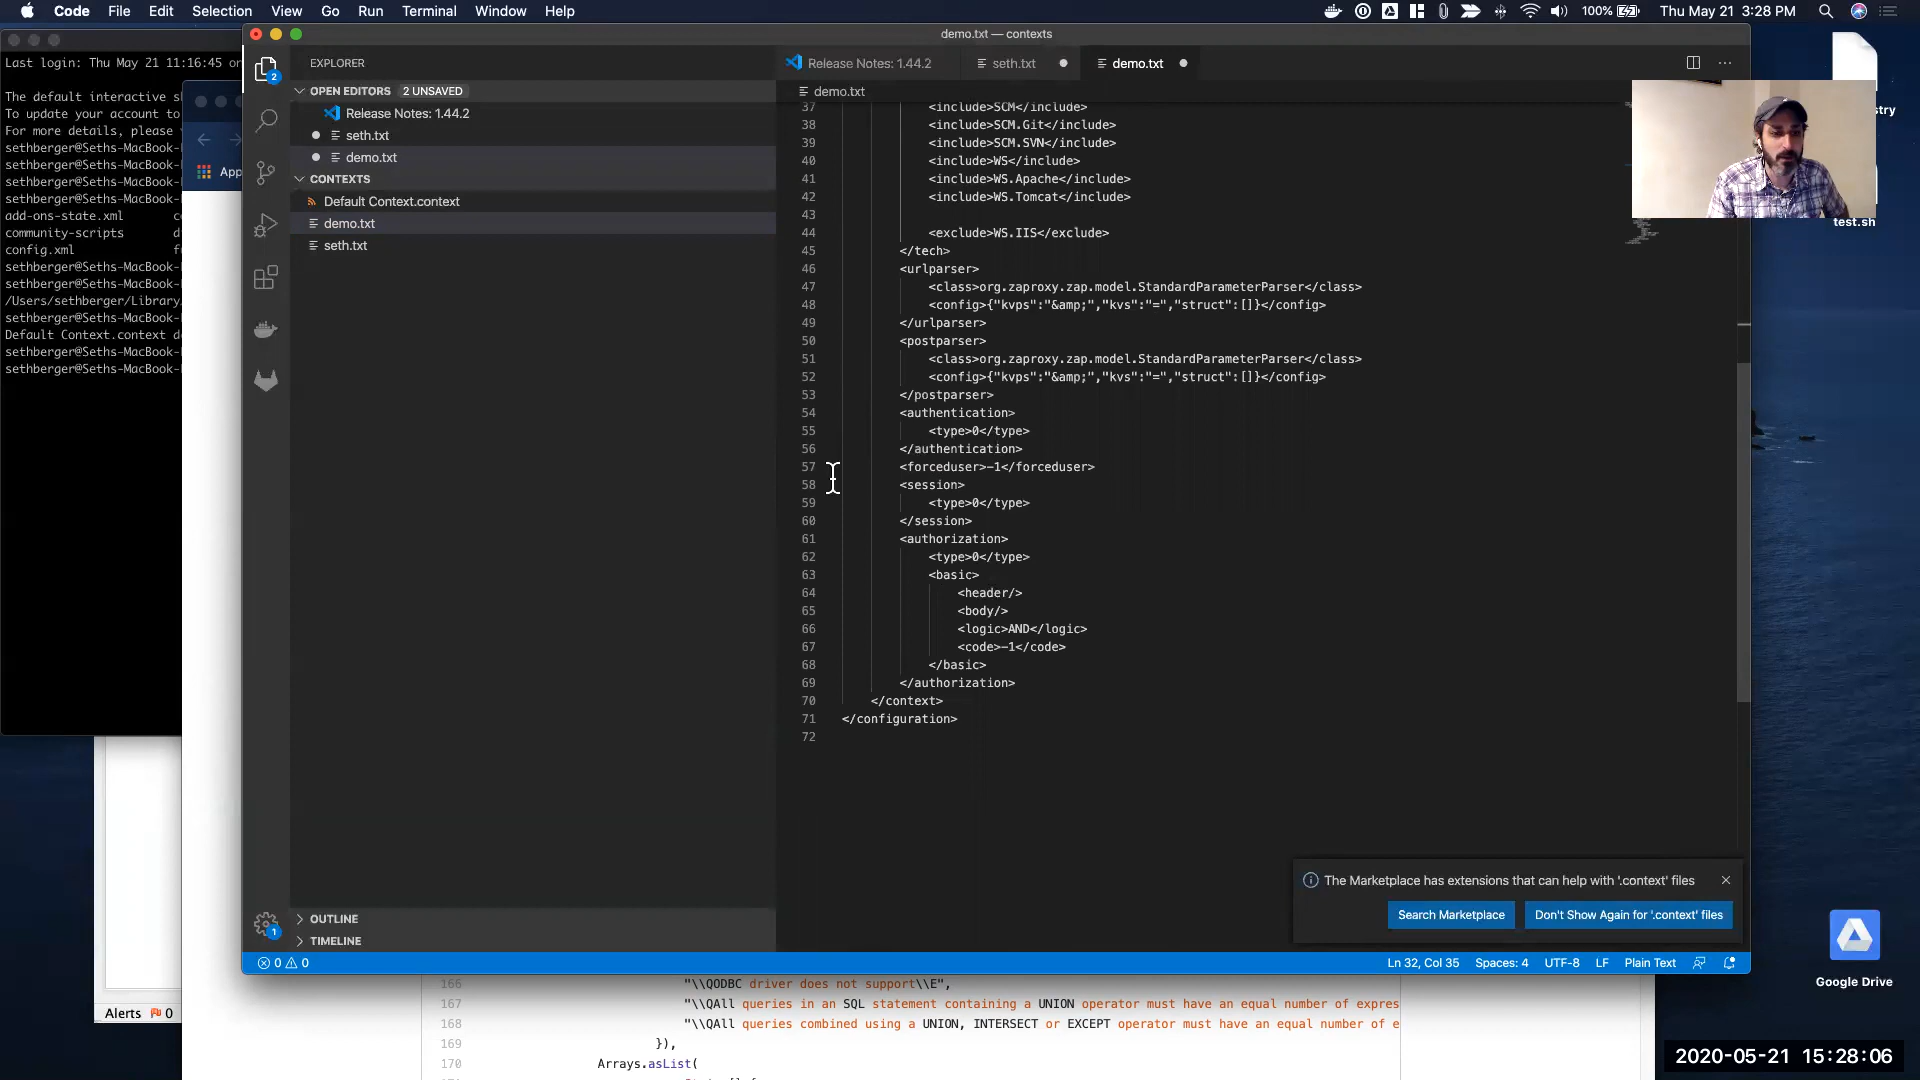 Code File Edit Selection View Go Run Terminal Window Help
100% Thu May 21 3:28 PM
demo.txt — contexts
Last login: Thu May 21 11:16:45 on
The default interactive s
To update your account to
For more details, please
sethberger@Seths-MacBook-
sethberger@Seths-MacBook-
sethberger@Seths-MacBook-
sethberger@Seths-MacBook-
add-ons-state.xml
community-scripts
config.xml
sethberger@Seths-MacBook-
sethberger@Seths-MacBook-
/Users/sethberger/Library
sethberger@Seths-MacBook-
Default Context.context
sethberger@Seths-MacBook-
sethberger@Seths-MacBook-
App
EXPLORER
OPEN EDITORS 2 UNSAVED
Release Notes: 1.44.2
seth.txt
demo.txt
CONTEXTS
Default Context.context
demo.txt
seth.txt
OUTLINE
TIMELINE
2
1
Release Notes: 1.44.2 seth.txt demo.txt
demo.txt
37 <include>SCM</include>
38 <include>SCM.Git</include>
39 <include>SCM.SVN</include>
40 <include>WS</include>
41 <include>WS.Apache</include>
42 <include>WS.Tomcat</include>
43
44 <exclude>WS.IIS</exclude>
45 </tech>
46 <urlparser>
47 <class>org.zaproxy.zap.model.StandardParameterParser</class>
48 <config>{"kvps":"&amp;","kvs":"=","struct":[]}</config>
49 </urlparser>
50 <postparser>
51 <class>org.zaproxy.zap.model.StandardParameterParser</class>
52 <config>{"kvps":"&amp;","kvs":"=","struct":[]}</config>
53 </postparser>
54 <authentication>
55 <type>0</type>
56 </authentication>
57 <forceduser>-1</forceduser>
58 <session>
59 <type>0</type>
60 </session>
61 <authorization>
62 <type>0</type>
63 <basic>
64 <header/>
65 <body/>
66 <logic>AND</logic>
67 <code>-1</code>
68 </basic>
69 </authorization>
70 </context>
71 </configuration>
72
The Marketplace has extensions that can help with '.context' files
Search Marketplace Don't Show Again for '.context' files
0 0 Ln 32, Col 35 Spaces: 4 UTF-8 LF Plain Text
stry
test.sh
Google Drive
Alerts 0
166 "\\QODBC driver does not support\\E",
167 "\\QAll queries in an SQL statement containing a UNION operator must have an equal number of expres
168 "\\QAll queries combined using a UNION, INTERSECT or EXCEPT operator must have an equal number of e
169 }),
170 Arrays.asList(
2020-05-21 15:28:06